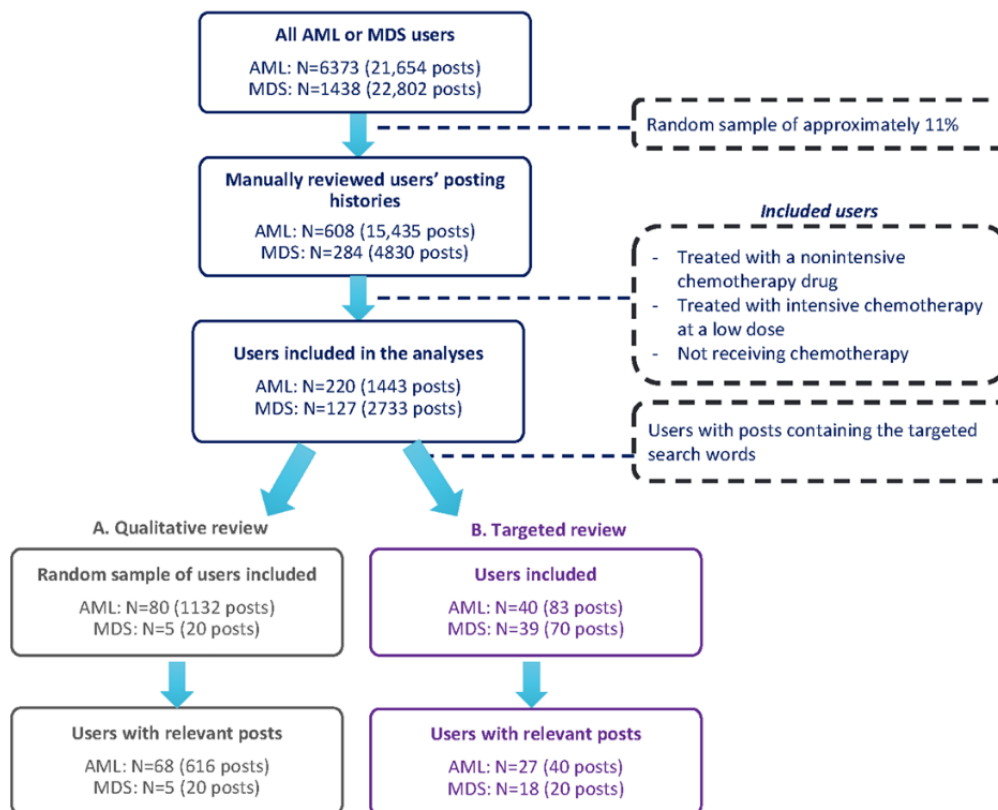 All AML or MDS users
AML: N=6373 (21,654 posts)
MDS: N=1438 (22,802 posts)
Random sample of approximately 11%
Manually reviewed users’ posting
histories
AML: N=608 (15,435 posts)
MDS: N=284 (4830 posts)
Included users
- Treated with a nonintensive
chemotherapy drug
- Treated with intensive chemotherapy
at a low dose
- Not receiving chemotherapy
Users included in the analyses
AML: N=220 (1443 posts)
MDS: N=127 (2733 posts)
Users with posts containing the targeted
search words
A. Qualitative review
Random sample of users included
AML: N=80 (1132 posts)
MDS: N=5 (20 posts)
Users with relevant posts
AML: N=68 (616 posts)
MDS: N=5 (20 posts)
B. Targeted review
Users included
AML: N=40 (83 posts)
MDS: N=39 (70 posts)
Users with relevant posts
AML: N=27 (40 posts)
MDS: N=18 (20 posts)